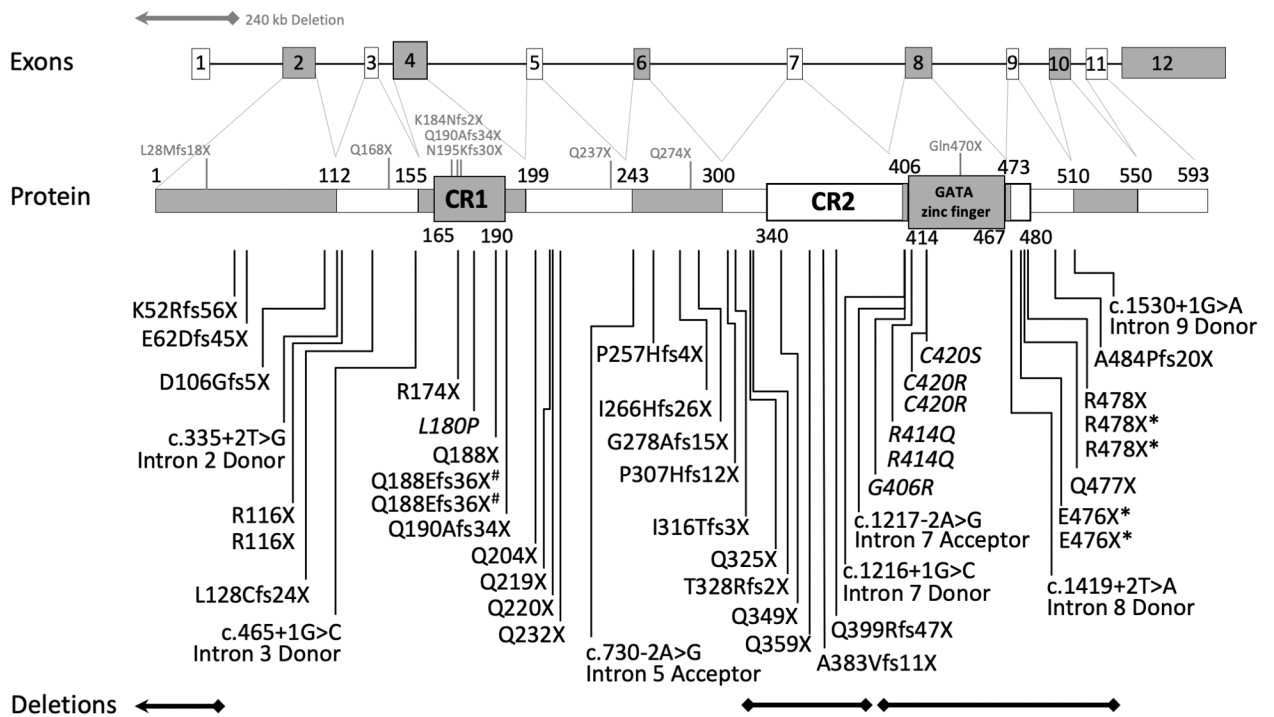 240 kb Deletion
Exons
1 2 3 4 5 6 7 8 9 10 11 12
K184Nfs2X
Q190Afs34X
L28Mfs18X Q168X N195Kfs30X Q237X Q274X Gln470X
1 112 155 199 243 300 406 473 510 550 593
Protein
CR1 CR2 GATA
zinc finger
165 190 340 414 467 480
K52Rfs56X
E62Dfs45X
D106Gfs5X
c.335+2T>G
Intron 2 Donor
R116X
R116X
L128Cfs24X
c.465+1G>C
Intron 3 Donor
R174X
L180P
Q188X
Q188Efs36X#
Q188Efs36X#
Q190Afs34X
Q204X
Q219X
Q220X
Q232X
c.730-2A>G
Intron 5 Acceptor
P257Hfs4X
I266Hfs26X
G278Afs15X
P307Hfs12X
I316Tfs3X
Q325X
T328Rfs2X
Q349X
Q359X
A383Vfs11X
Q399Rfs47X
c.1216+1G>C
Intron 7 Donor
c.1217-2A>G
Intron 7 Acceptor
G406R
R414Q
R414Q
C420R
C420R
C420S
c.1419+2T>A
Intron 8 Donor
E476X*
E476X*
Q477X
R478X
R478X*
R478X*
A484Pfs20X
c.1530+1G>A
Intron 9 Donor
Deletions